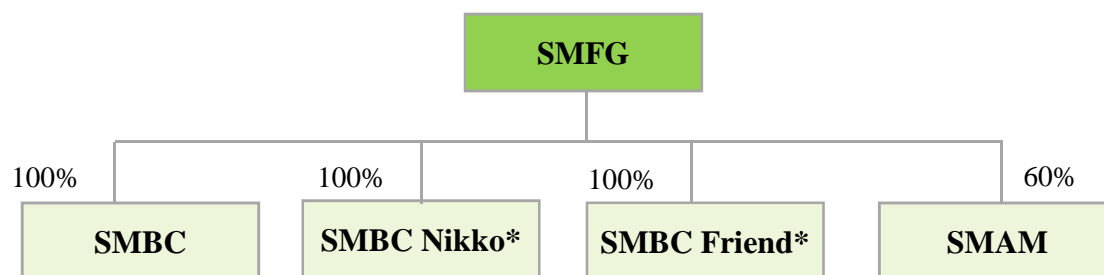 SMFG
100%
100%
100%
60%
SMBC
SMBC Nikko*
SMBC Friend*
SMAM